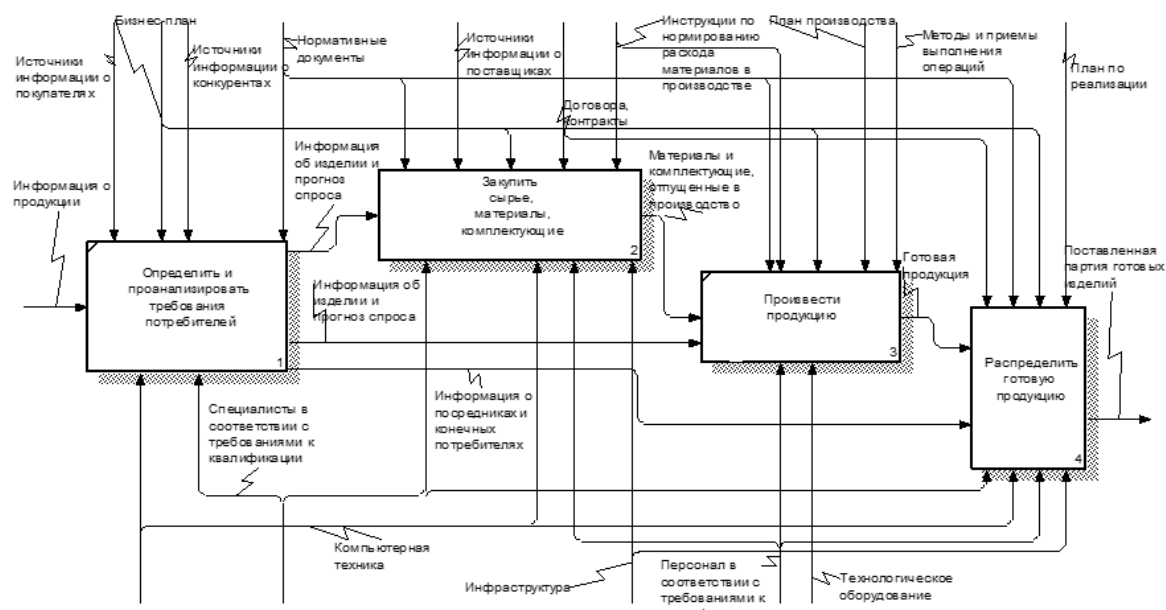 Бизнес-план
Источники
информации о
покупателях
Источники
информации о
конкурентах
Нормативные
документы
Источники
информации о
поставщиках
Инструкции по
нормированию
расхода
материалов в
производстве
План производства
Методы и приемы
выполнения
операций
План по
реализации
Договора,
контракты
Информация
об изделии и
прогноз
спроса
Информация о
продукции
Закупить
сырье,
материалы,
комплектующие
2
Материалы и
комплектующие,
отпущенные в
производство
Определить и
проанализировать
требования
потребителей
1
Информация об
изделии и
прогноз спроса
Произвести
продукцию
3
Готовая
продукция
Поставленная
партия готовых
изделий
Распределить
готовую
продукцию
4
Специалисты в
соответствии с
требованиями к
квалификации
Информация о
посредниках и
конечных
потребителях
Компьютерная
техника
Инфраструктура
Персонал в
соответствии с
требованиями к
Технологическое
оборудование